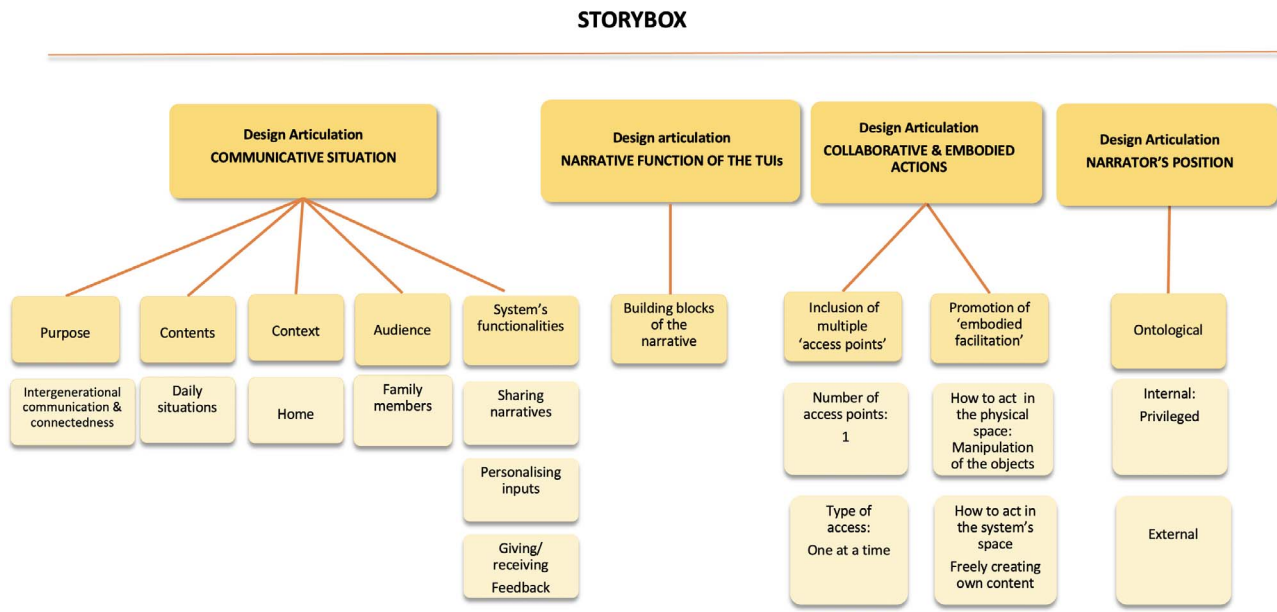 STORYBOX
Design Articulation
COMMUNICATIVE SITUATION
Purpose
Intergenerational
communication &
connectedness
Contents
Daily
situations
Context
Home
Audience
Family
members
System’s
functionalities
Sharing
narratives
Personalising
inputs
Giving/
receiving
Feedback
Design articulation
NARRATIVE FUNCTION OF THE TUIs
Building blocks
of the
narrative
Design Articulation
COLLABORATIVE & EMBODIED
ACTIONS
Inclusion of
multiple
‘access points’
Number of
access points:
1
Type of
access:
One at a time
Promotion of
‘embodied
facilitation’
How to act in
the physical
space:
Manipulation
of the objects
How to act in
the system’s
space
Freely creating
own content
Design Articulation
NARRATOR’S POSITION
Ontological
Internal:
Privileged
External